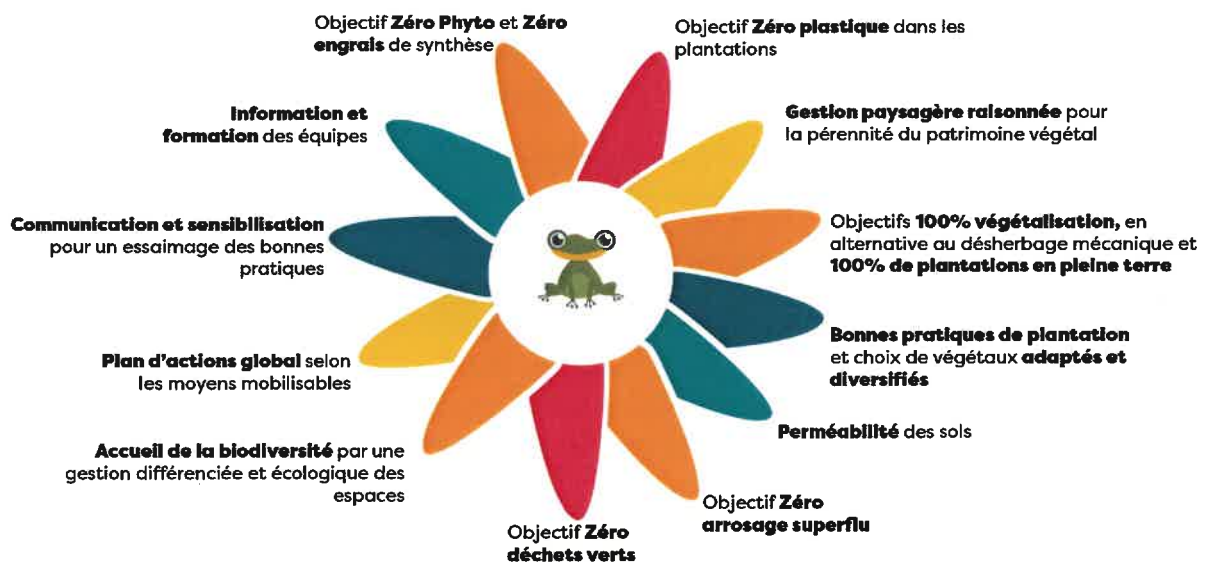 Objectif Zéro Phyto et Zéro
engrais de synthèse
Objectif Zéro plastique dans les
plantations
Gestion paysagère raisonnée pour
la pérennité du patrimoine végétal
Objectifs 100% végétalisation, en
alternative au désherbage mécanique et
100% de plantations en pleine terre
Bonnes pratiques de plantation
et choix de végétaux adaptés et
diversifiés
Perméabilité des sols
Objectif Zéro
arrosage superflu
Objectif Zéro
déchets verts
Accueil de la biodiversité par une
gestion différenciée et écologique des
espaces
Plan d'actions global selon
les moyens mobilisables
Communication et sensibilisation
pour un essaimage des bonnes
pratiques
Information et
formation des équipes